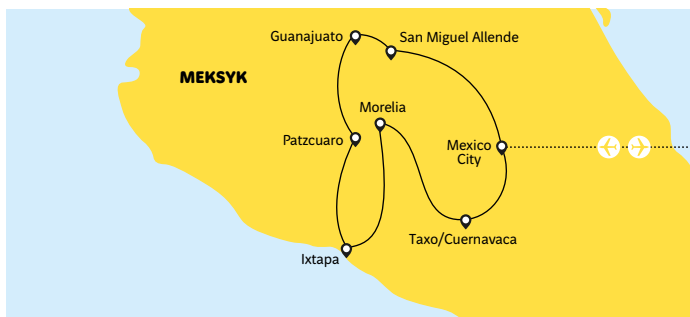 Guanajuato
San Miguel Allende
MEKSYK
Morelia
Patzcuaro
Mexico
City
Taxo/Cuernavaca
Ixtapa